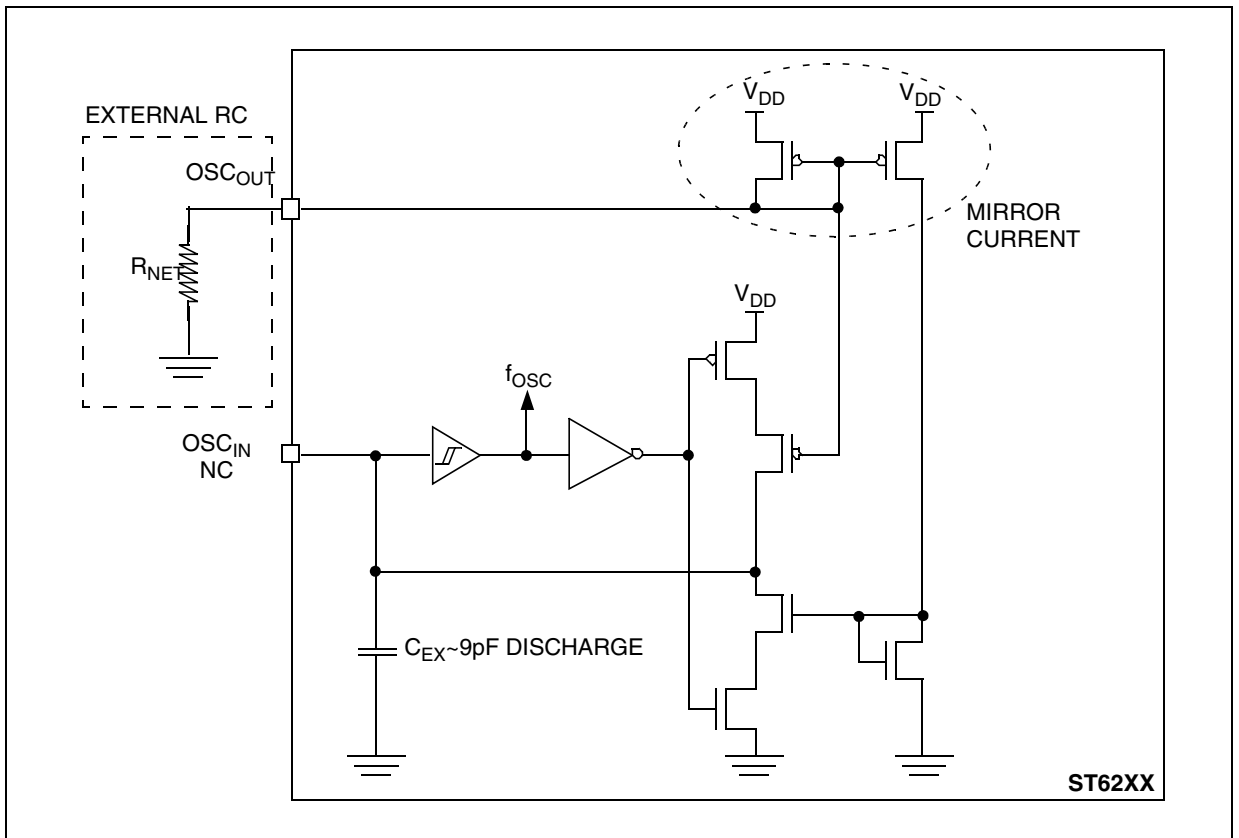 V_DD
V_DD
EXTERNAL RC
OSC_OUT
MIRROR
CURRENT
R_NET
V_DD
f_OSC
OSC_IN
NC
C_EX~9pF DISCHARGE
ST62XX